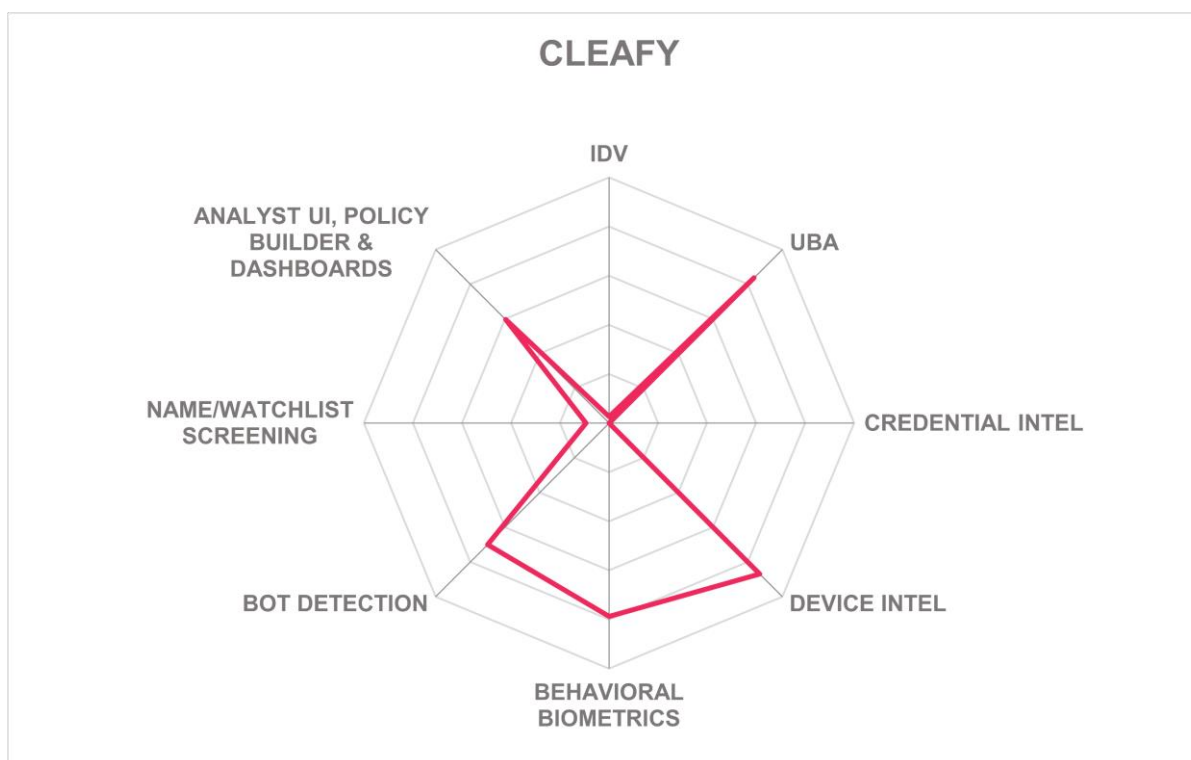 CLEAFY
IDV
ANALYST UI, POLICY
BUILDER &
DASHBOARDS
UBA
NAME/WATCHLIST
SCREENING
CREDENTIAL INTEL
BOT DETECTION
DEVICE INTEL
BEHAVIORAL
BIOMETRICS